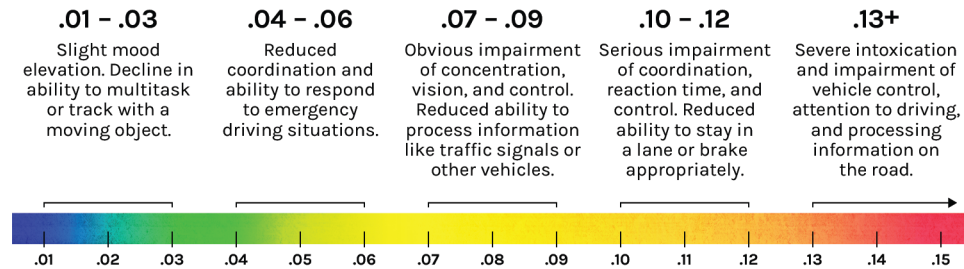 .01 – .03
Slight mood
elevation. Decline in
ability to multitask
or track with a
moving object.
.04 – .06
Reduced
coordination and
ability to respond
to emergency
driving situations.
.07 – .09
Obvious impairment
of concentration,
vision, and control.
Reduced ability to
process information
like traffic signals or
other vehicles.
.10 – .12
Serious impairment
of coordination,
reaction time, and
control. Reduced
ability to stay in
a lane or brake
appropriately.
.13+
Severe intoxication
and impairment of
vehicle control,
attention to driving,
and processing
information on
the road.
.01 .02 .03 .04 .05 .06 .07 .08 .09 .10 .11 .12 .13 .14 .15